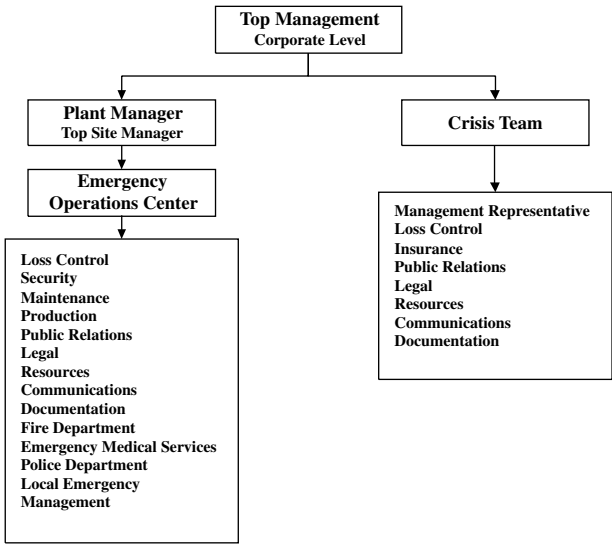 Top Management
Corporate Level
Plant Manager
Top Site Manager
Crisis Team
Emergency
Operations Center
Loss Control
Security
Maintenance
Production
Public Relations
Legal
Resources
Communications
Documentation
Fire Department
Emergency Medical Services
Police Department
Local Emergency
Management
Management Representative
Loss Control
Insurance
Public Relations
Legal
Resources
Communications
Documentation